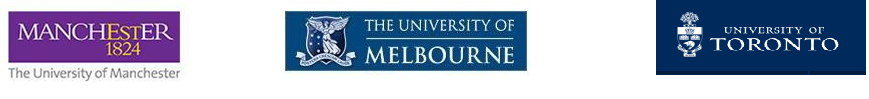 MANCHESTER
1824
The University of Manchester
THE UNIVERSITY OF
MELBOURNE
UNIVERSITY OF
TORONTO